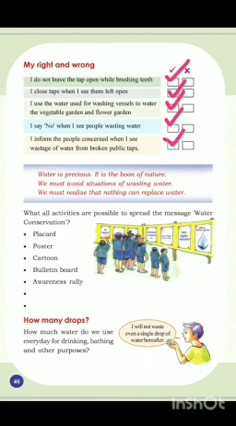 My right and wrong
✓ ✗
I do not leave the tap open while brushing teeth
I close taps when I see them left open
I use the water used for washing vessels to water
the vegetable garden and flower garden
I say 'No' when I see people wasting water
I inform the people concerned when I see
wastage of water from broken public taps.
Water is precious. It is the boon of nature.
We must avoid situations of wasting water.
We must realise that nothing can replace water.
What all activities are possible to spread the message 'Water
Conservation'?
• Placard
• Poster
• Cartoon
• Bulletin board
• Awareness rally
•
•
How many drops?
How much water do we use
everyday for drinking, bathing
and other purposes?
I will not waste
even a single drop of
water hereafter.
InShOt